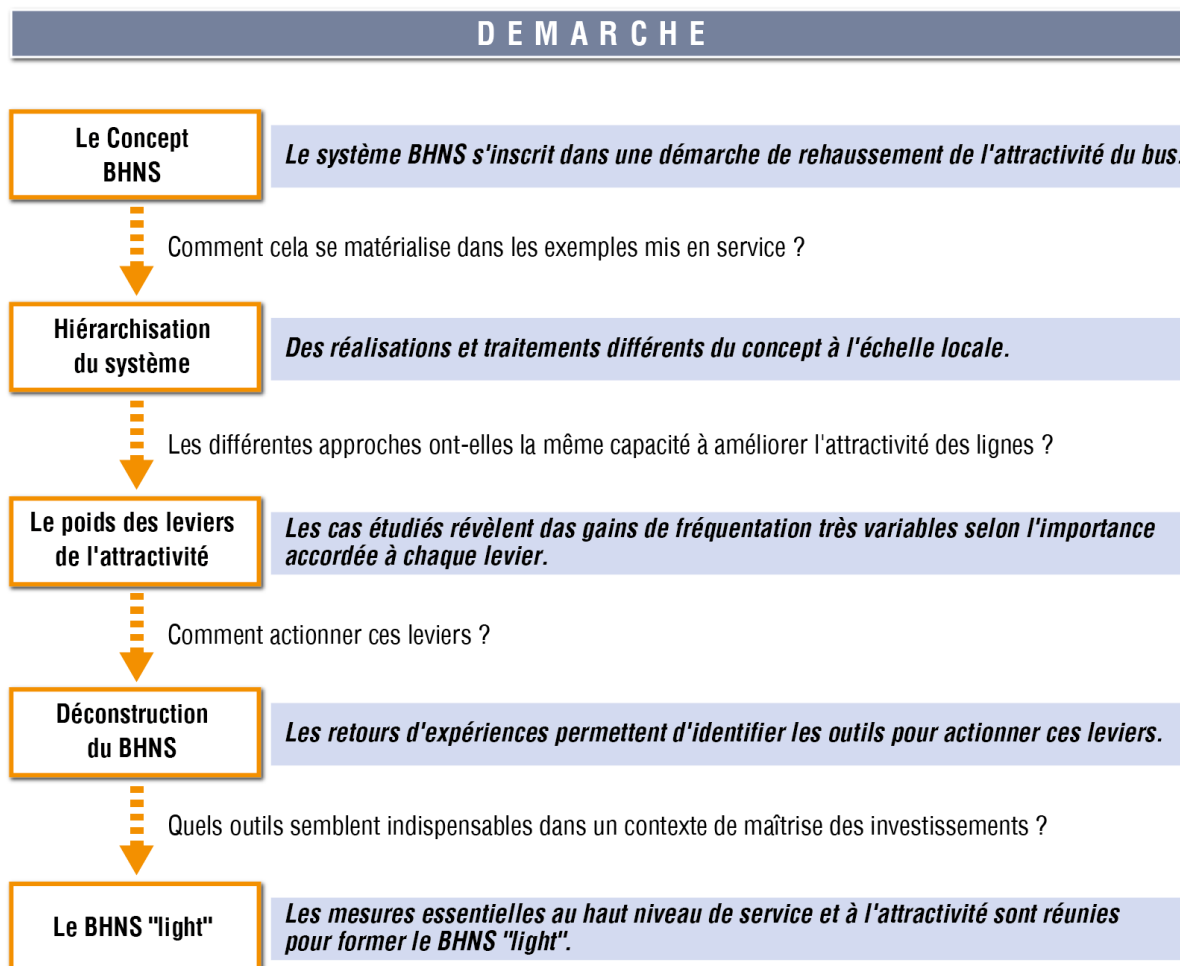 DEMARCHE
Le Concept
BHNS
Le système BHNS s'inscrit dans une démarche de rehaussement de l'attractivité du bus.
Comment cela se matérialise dans les exemples mis en service ?
Hiérarchisation
du système
Des réalisations et traitements différents du concept à l'échelle locale.
Les différentes approches ont-elles la même capacité à améliorer l'attractivité des lignes ?
Le poids des leviers
de l'attractivité
Les cas étudiés révèlent das gains de fréquentation très variables selon l'importance
accordée à chaque levier.
Comment actionner ces leviers ?
Déconstruction
du BHNS
Les retours d'expériences permettent d'identifier les outils pour actionner ces leviers.
Quels outils semblent indispensables dans un contexte de maîtrise des investissements ?
Le BHNS "light"
Les mesures essentielles au haut niveau de service et à l'attractivité sont réunies
pour former le BHNS "light".